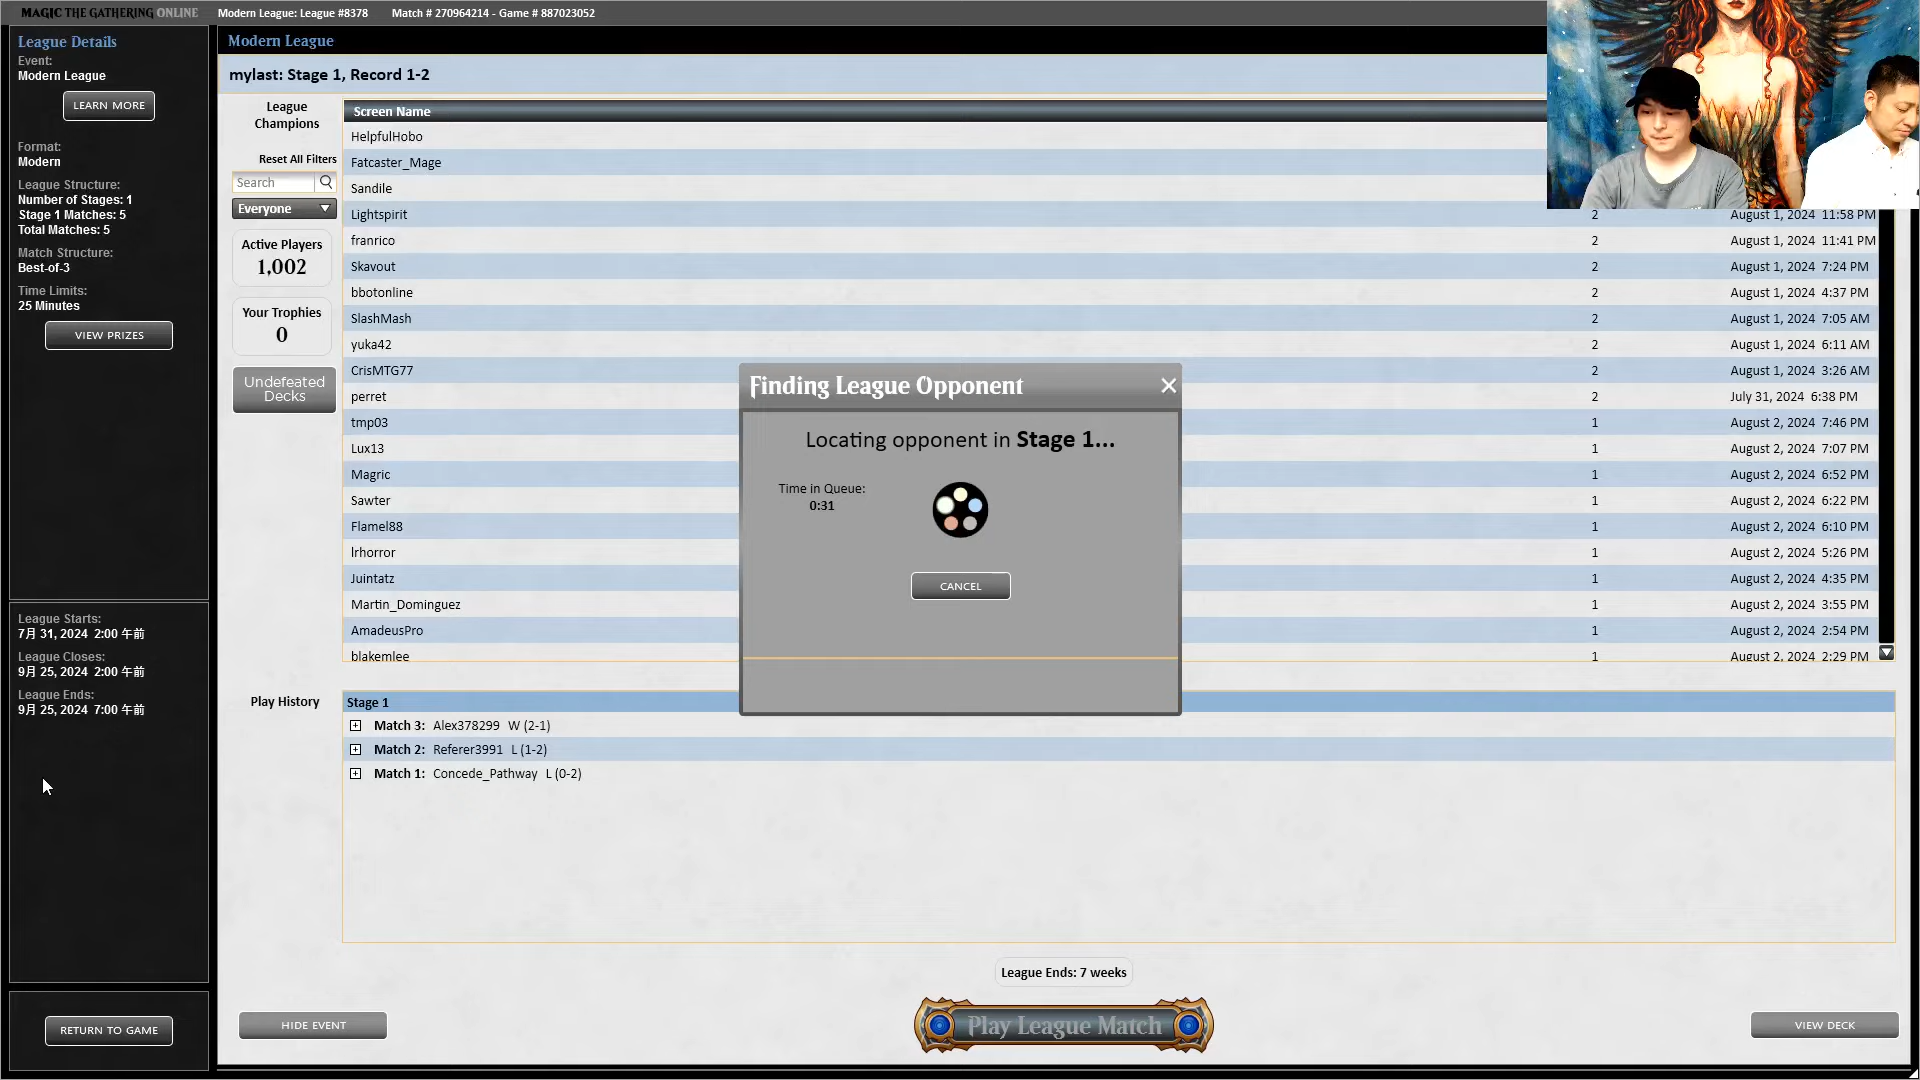 MAGIC THE GATHERING ONLINE
Modern League: League #8378
Match # 270964214 - Game # 887023052
League Details
Event:
Modern League
LEARN MORE
Format:
Modern
League Structure:
Number of Stages: 1
Stage 1 Matches: 5
Total Matches: 5
Match Structure:
Best-of-3
Time Limits:
25 Minutes
VIEW PRIZES
League Starts:
7月 31, 2024 2:00 午前
League Closes:
9月 25, 2024 2:00 午前
League Ends:
9月 25, 2024 7:00 午前
RETURN TO GAME
Modern League
mylast: Stage 1, Record 1-2
League
Champions
Reset All Filters
Search
Everyone
Active Players
1,002
Your Trophies
0
Undefeated
Decks
Screen Name
HelpfulHobo
Fatcaster_Mage
Sandile
Lightspirit 2 August 1, 2024 11:58 PM
franrico 2 August 1, 2024 11:41 PM
Skavout 2 August 1, 2024 7:24 PM
bbotonline 2 August 1, 2024 4:37 PM
SlashMash 2 August 1, 2024 7:05 AM
yuka42 2 August 1, 2024 6:11 AM
CrisMTG77 2 August 1, 2024 3:26 AM
perret 2 July 31, 2024 6:38 PM
tmp03 1 August 2, 2024 7:46 PM
Lux13 1 August 2, 2024 7:07 PM
Magric 1 August 2, 2024 6:52 PM
Sawter 1 August 2, 2024 6:22 PM
Flamel88 1 August 2, 2024 6:10 PM
lrhorror 1 August 2, 2024 5:26 PM
Juintatz 1 August 2, 2024 4:35 PM
Martin_Dominguez 1 August 2, 2024 3:55 PM
AmadeusPro 1 August 2, 2024 2:54 PM
blakemlee 1 August 2, 2024 2:29 PM
Finding League Opponent
Locating opponent in Stage 1...
Time in Queue:
0:31
CANCEL
Play History
Stage 1
Match 3: Alex378299 W (2-1)
Match 2: Referer3991 L (1-2)
Match 1: Concede_Pathway L (0-2)
League Ends: 7 weeks
HIDE EVENT
Play League Match
VIEW DECK